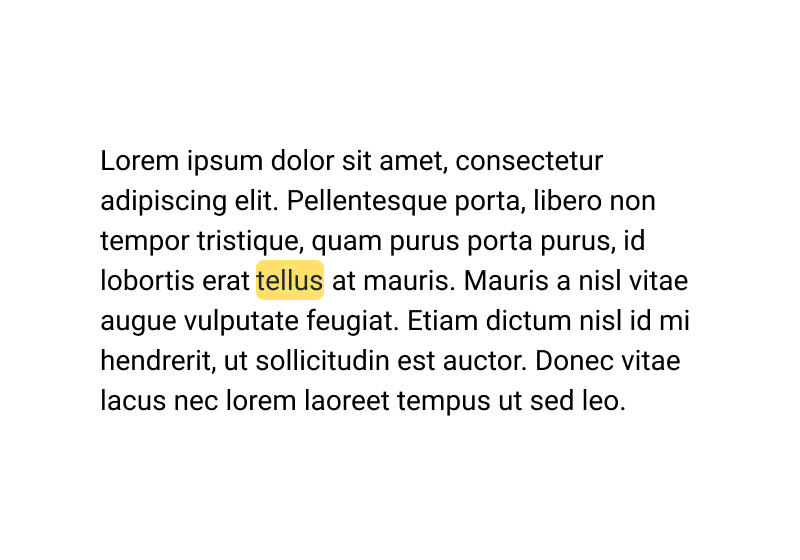 Lorem ipsum dolor sit amet, consectetur
adipiscing elit. Pellentesque porta, libero non
tempor tristique, quam purus porta purus, id
lobortis erat tellus at mauris. Mauris a nisl vitae
augue vulputate feugiat. Etiam dictum nisl id mi
hendrerit, ut sollicitudin est auctor. Donec vitae
lacus nec lorem laoreet tempus ut sed leo.